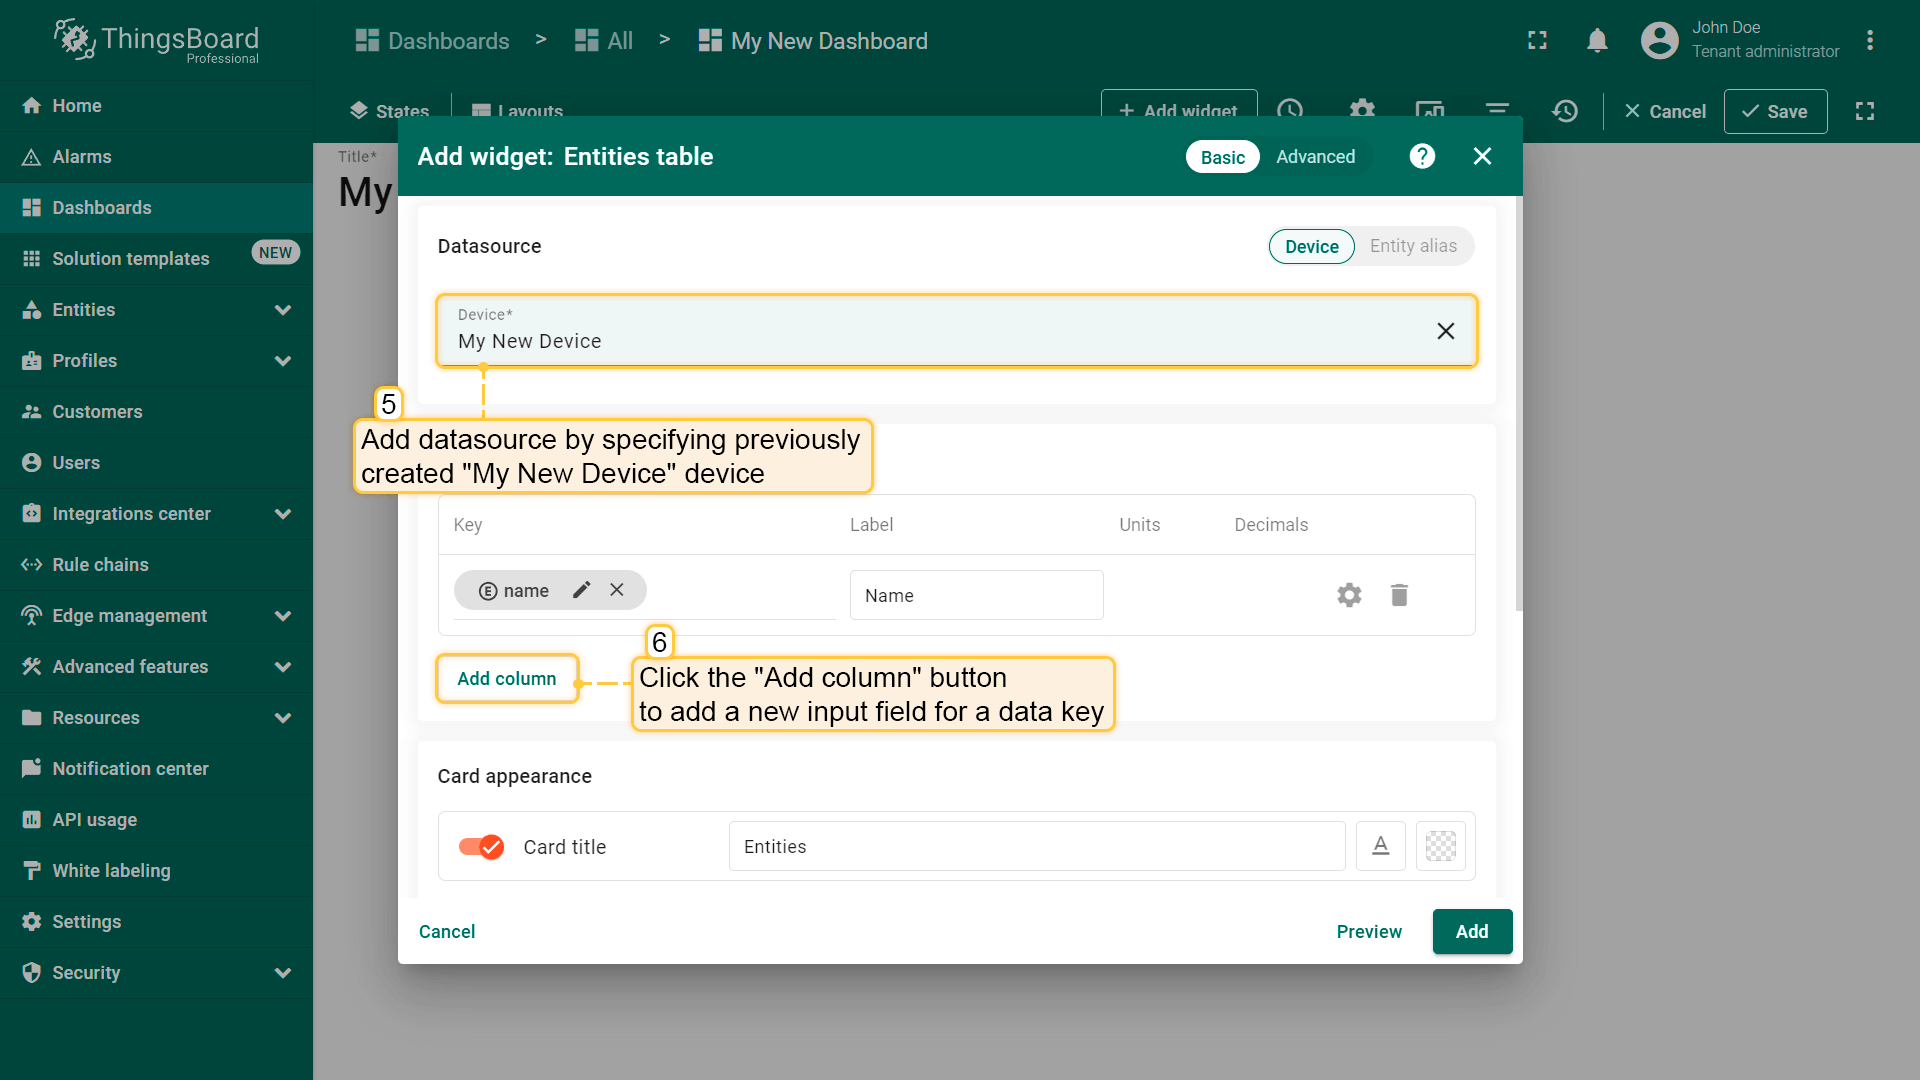 ThingsBoard
Professional
Dashboards > All > My New Dashboard
John Doe
Tenant administrator
Home
Alarms
Dashboards
Solution templates NEW
Entities
Profiles
Customers
Users
Integrations center
Rule chains
Edge management
Advanced features
Resources
Notification center
API usage
White labeling
Settings
Security
States
Layouts
+ Add widget
Cancel
Save
Title*
My
Add widget: Entities table
Basic
Advanced
?
Datasource
Device
Entity alias
Device*
My New Device
5
Add datasource by specifying previously
created "My New Device" device
Key
Label
Units
Decimals
E name
Name
Add column
6
Click the "Add column" button
to add a new input field for a data key
Card appearance
Card title
Entities
A
Cancel
Preview
Add